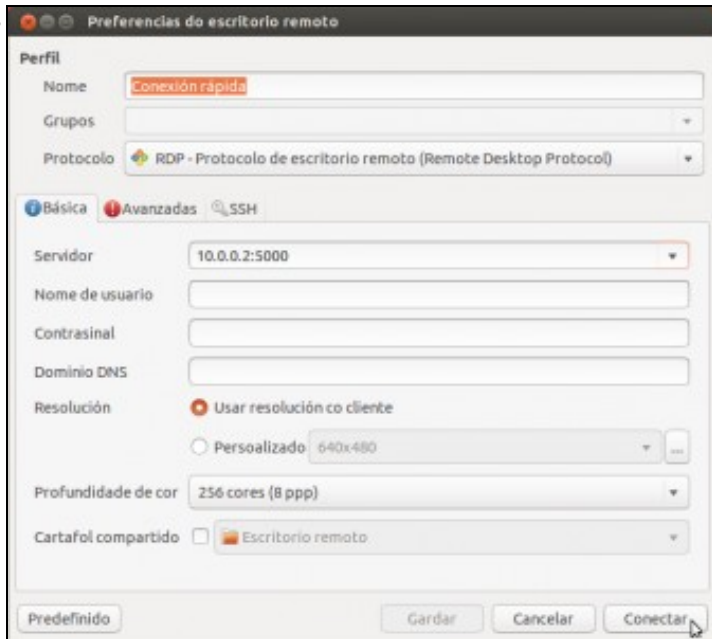 Preferencias do escritorio remoto
Perfil
Nome Conexión rápida
Grupos
Protocolo RDP - Protocolo de escritorio remoto (Remote Desktop Protocol)
Básica Avanzadas SSH
Servidor 10.0.0.2:5000
Nome de usuario
Contrasinal
Dominio DNS
Resolución Usar resolución co cliente
Persoalizado 640x480 ...
Profundidade de cor 256 cores (8 ppp)
Cartafol compartido Escritorio remoto
Predefinido Gardar Cancelar Conectar